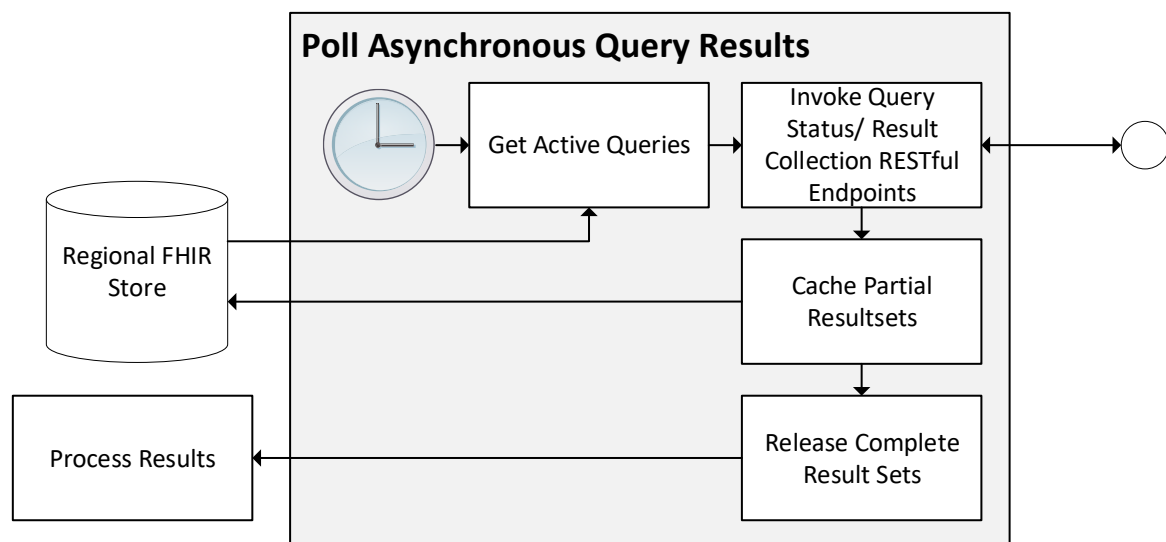 Poll Asynchronous Query Results
Get Active Queries
Invoke Query
Status/ Result
Collection RESTful
Endpoints
Regional FHIR
Store
Cache Partial
Resultsets
Process Results
Release Complete
Result Sets